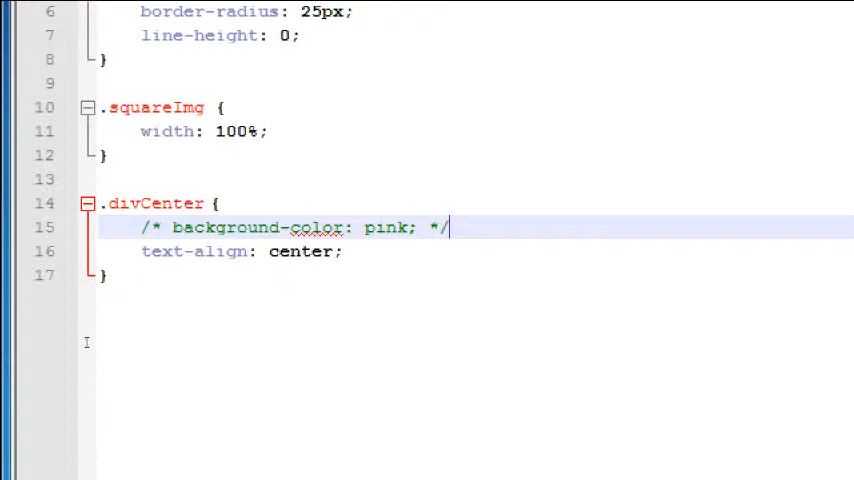 6 border-radius: 25px;
7 line-height: 0;
8 }
9
10 .squareImg {
11 width: 100%;
12 }
13
14 .divCenter {
15 /* background-color: pink; */
16 text-align: center;
17 }